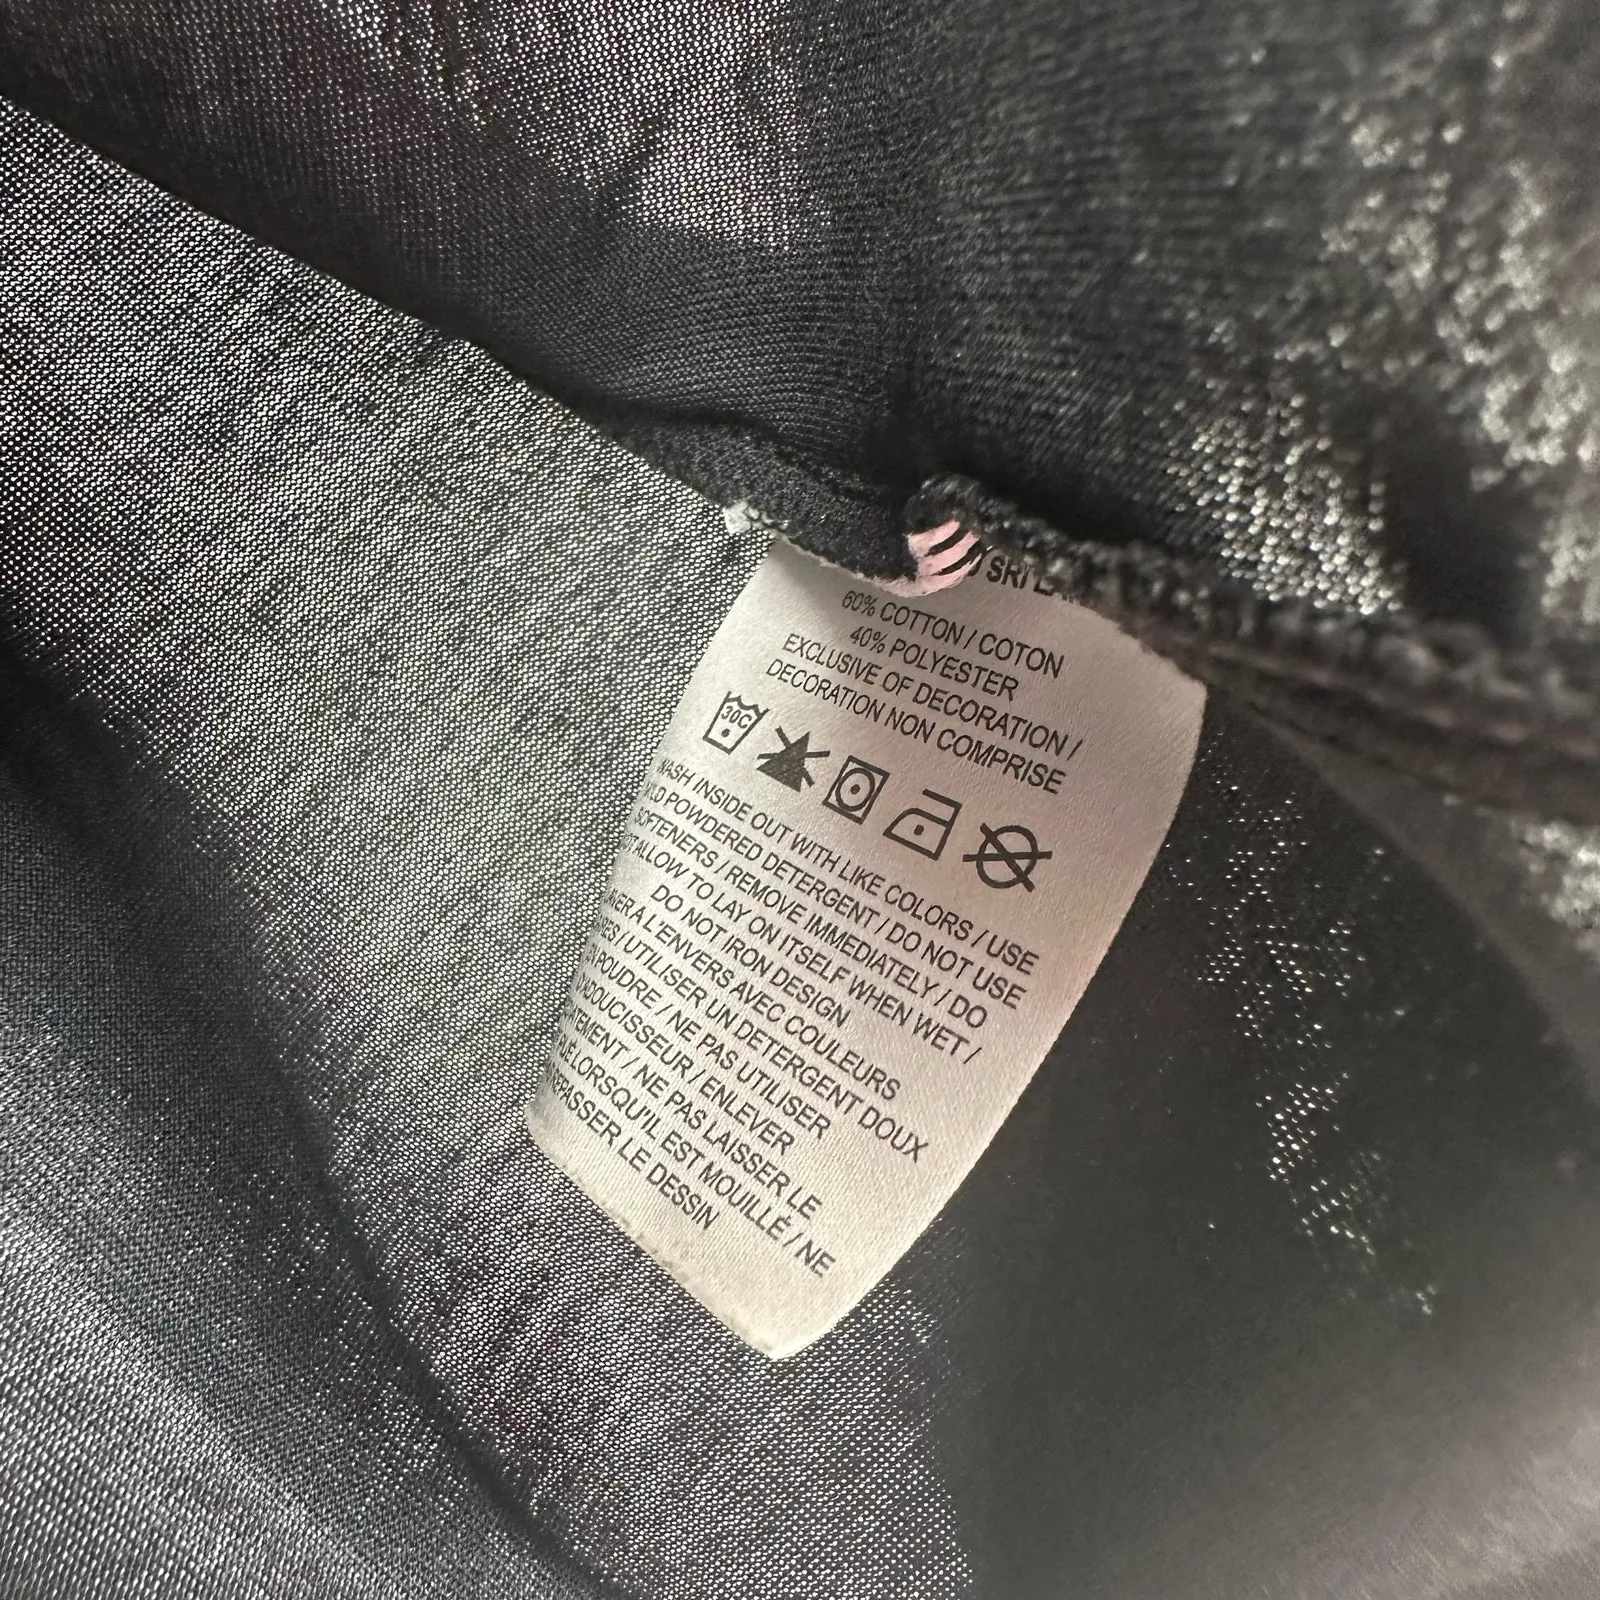 SRI
60% COTTON / COTON
40% POLYESTER
EXCLUSIVE OF DECORATION /
DECORATION NON COMPRISE
30C
WASH INSIDE OUT WITH LIKE COLORS / USE
POWDERED DETERGENT / DO NOT USE
SOFTENERS / REMOVE IMMEDIATELY / DO
ALLOW TO LAY ON ITSELF WHEN WET /
DO NOT IRON DESIGN
A L'ENVERS AVEC COULEURS
/ UTILISER UN DETERGENT DOUX
POUDRE / NE PAS UTILISER
ADOUCISSEUR / ENLEVER
/ NE PAS LAISSER LE
LORSQU'IL EST MOUILLÉ / NE
LE DESSIN